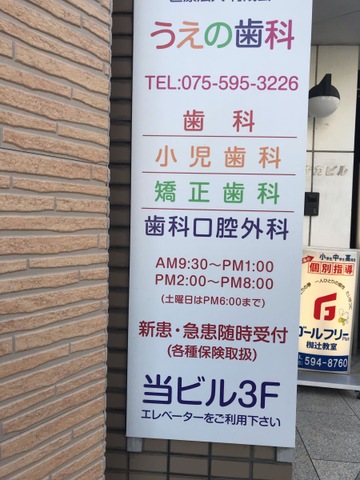 うえの歯科
TEL:075-595-3226
歯科
小児歯科
矯正歯科
歯科口腔外科
AM9:30～PM1:00
PM2:00～PM8:00
(土曜日はPM6:00まで)
新患・急患随時受付
(各種保険取扱)
当ビル3F
エレベーターをご利用下さい
個別指導
ゴールフリー
椥辻教室
594-8760